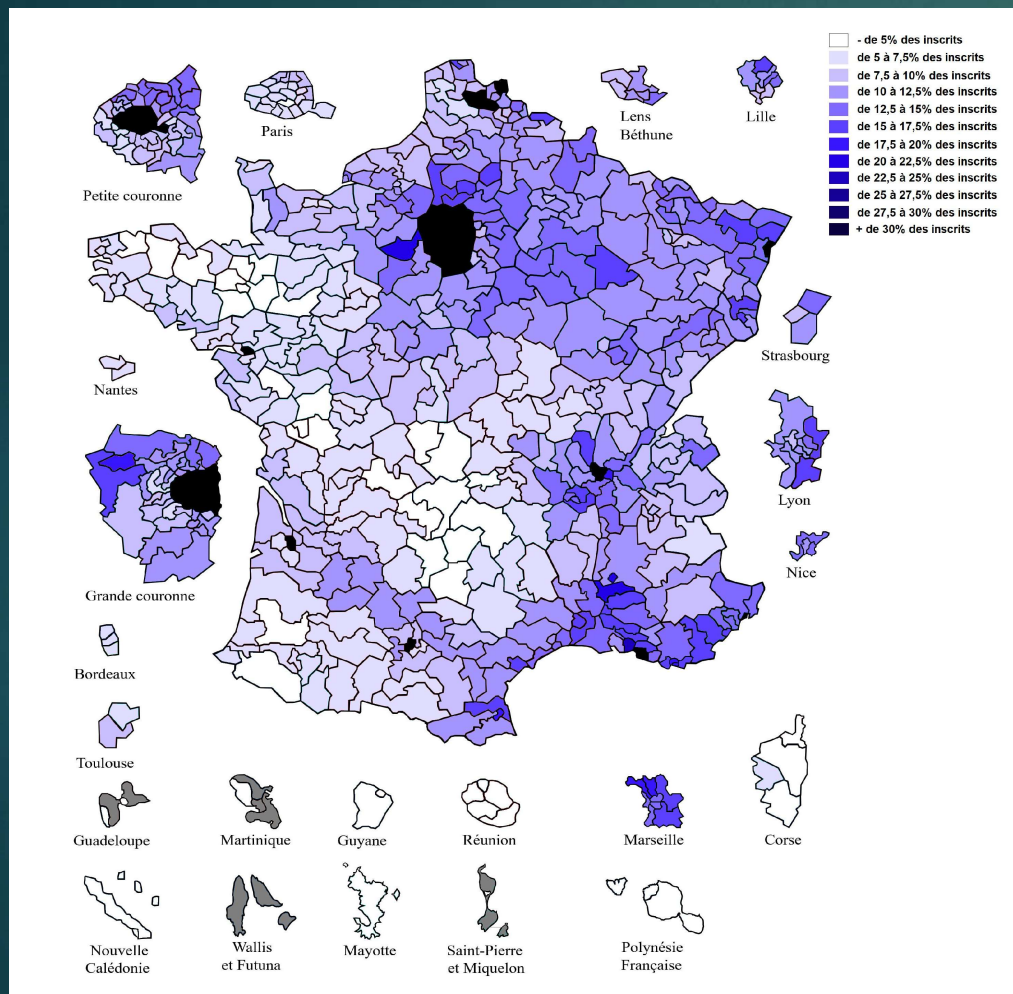 - de 5% des inscrits
de 5 à 7,5% des inscrits
de 7,5 à 10% des inscrits
de 10 à 12,5% des inscrits
de 12,5 à 15% des inscrits
de 15 à 17,5% des inscrits
de 17,5 à 20% des inscrits
de 20 à 22,5% des inscrits
de 22,5 à 25% des inscrits
de 25 à 27,5% des inscrits
de 27,5 à 30% des inscrits
+ de 30% des inscrits
Paris
Lens
Béthune
Lille
Petite couronne
Strasbourg
Nantes
Lyon
Nice
Grande couronne
Bordeaux
Toulouse
Guadeloupe
Martinique
Guyane
Réunion
Marseille
Corse
Nouvelle
Calédonie
Wallis
et Futuna
Mayotte
Saint-Pierre
et Miquelon
Polynésie
Française